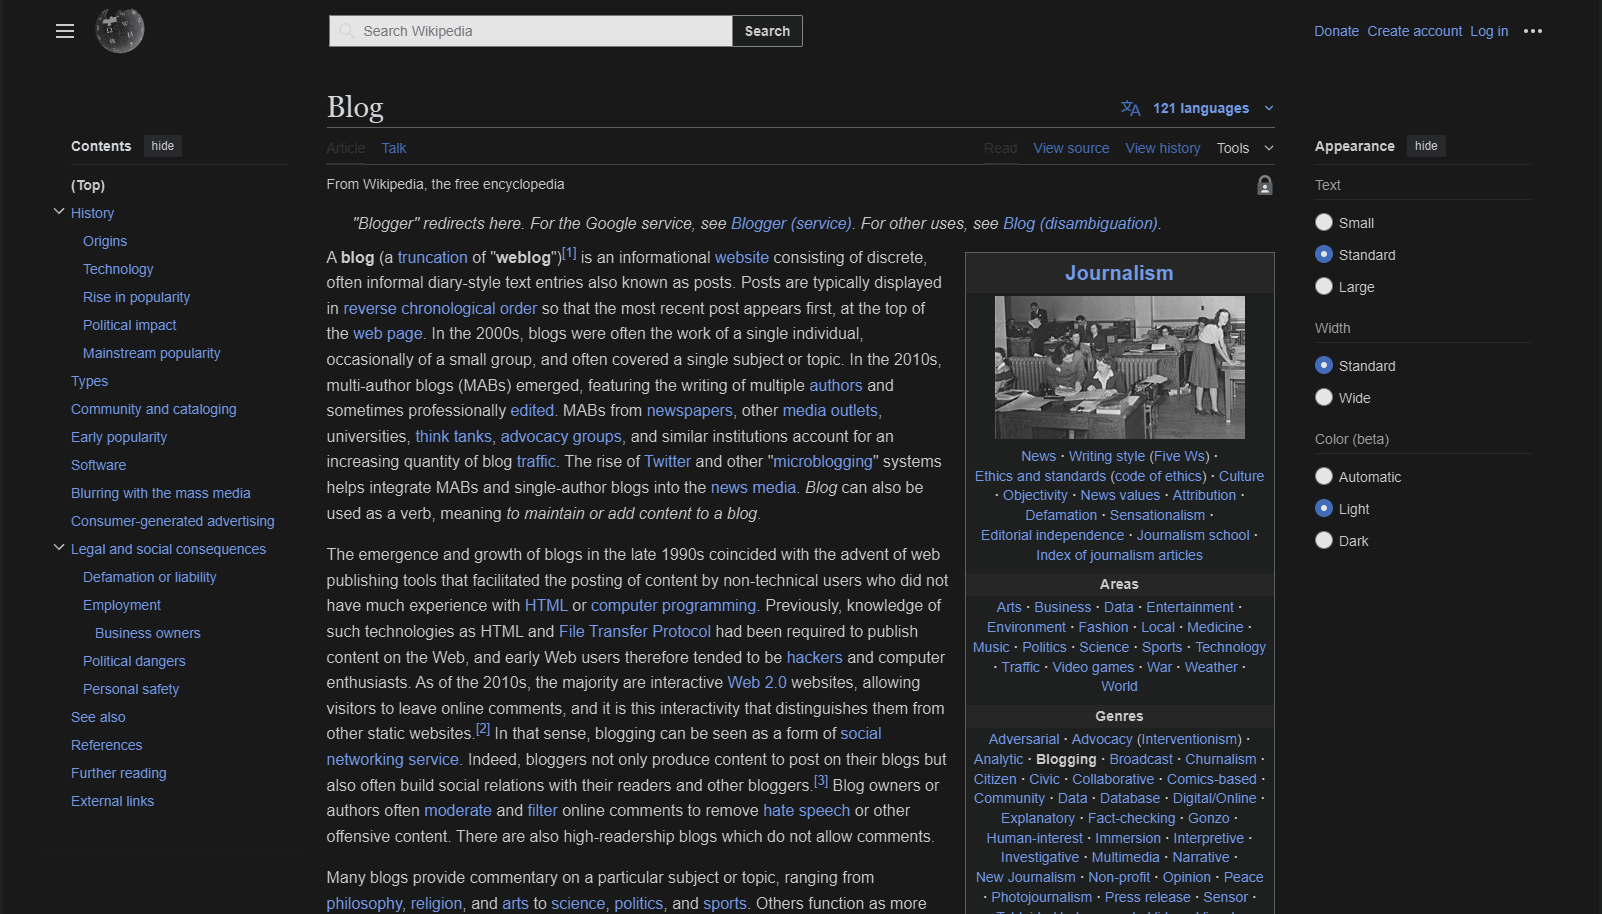 Search Wikipedia
Search
Donate Create account Log in
Blog
121 languages
Article Talk
Read View source View history Tools
From Wikipedia, the free encyclopedia
Contents hide
(Top)
History
Origins
Technology
Rise in popularity
Political impact
Mainstream popularity
Types
Community and cataloging
Early popularity
Software
Blurring with the mass media
Consumer-generated advertising
Legal and social consequences
Defamation or liability
Employment
Business owners
Political dangers
Personal safety
See also
References
Further reading
External links
"Blogger" redirects here. For the Google service, see Blogger (service). For other uses, see Blog (disambiguation).
A blog (a truncation of "weblog")[1] is an informational website consisting of discrete,
often informal diary-style text entries also known as posts. Posts are typically displayed
in reverse chronological order so that the most recent post appears first, at the top of
the web page. In the 2000s, blogs were often the work of a single individual,
occasionally of a small group, and often covered a single subject or topic. In the 2010s,
multi-author blogs (MABs) emerged, featuring the writing of multiple authors and
sometimes professionally edited. MABs from newspapers, other media outlets,
universities, think tanks, advocacy groups, and similar institutions account for an
increasing quantity of blog traffic. The rise of Twitter and other "microblogging" systems
helps integrate MABs and single-author blogs into the news media. Blog can also be
used as a verb, meaning to maintain or add content to a blog.
The emergence and growth of blogs in the late 1990s coincided with the advent of web
publishing tools that facilitated the posting of content by non-technical users who did not
have much experience with HTML or computer programming. Previously, knowledge of
such technologies as HTML and File Transfer Protocol had been required to publish
content on the Web, and early Web users therefore tended to be hackers and computer
enthusiasts. As of the 2010s, the majority are interactive Web 2.0 websites, allowing
visitors to leave online comments, and it is this interactivity that distinguishes them from
other static websites.[2] In that sense, blogging can be seen as a form of social
networking service. Indeed, bloggers not only produce content to post on their blogs but
also often build social relations with their readers and other bloggers.[3] Blog owners or
authors often moderate and filter online comments to remove hate speech or other
offensive content. There are also high-readership blogs which do not allow comments.
Many blogs provide commentary on a particular subject or topic, ranging from
philosophy, religion, and arts to science, politics, and sports. Others function as more
Journalism
News · Writing style (Five Ws) ·
Ethics and standards (code of ethics) · Culture
· Objectivity · News values · Attribution ·
Defamation · Sensationalism ·
Editorial independence · Journalism school ·
Index of journalism articles
Areas
Arts · Business · Data · Entertainment ·
Environment · Fashion · Local · Medicine ·
Music · Politics · Science · Sports · Technology
· Traffic · Video games · War · Weather ·
World
Genres
Adversarial · Advocacy (Interventionism) ·
Analytic · Blogging · Broadcast · Churnalism ·
Citizen · Civic · Collaborative · Comics-based ·
Community · Data · Database · Digital/Online ·
Explanatory · Fact-checking · Gonzo ·
Human-interest · Immersion · Interpretive ·
Investigative · Multimedia · Narrative ·
New Journalism · Non-profit · Opinion · Peace
· Photojournalism · Press release · Sensor ·
Appearance hide
Text
Small
Standard
Large
Width
Standard
Wide
Color (beta)
Automatic
Light
Dark